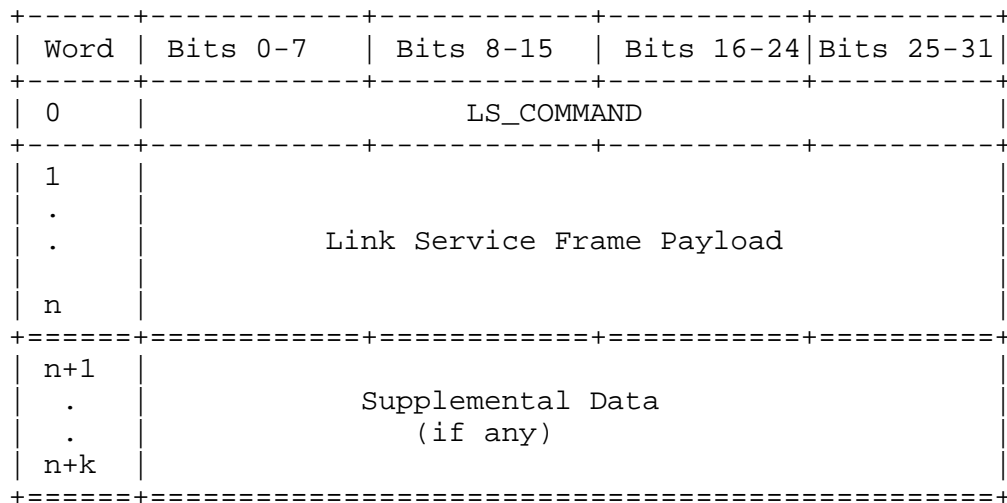 +------+------------+------------+-----------+----------+
| Word | Bits 0-7   | Bits 8-15  | Bits 16-24|Bits 25-31|
+------+------------+------------+-----------+----------+
| 0    |                  LS_COMMAND                    |
+------+------------+------------+-----------+----------+
| 1    |                                                |
| .    |                                                |
| .    |          Link Service Frame Payload            |
|      |                                                |
| n    |                                                |
+======+============+============+===========+==========+
| n+1  |                                                |
|  .   |            Supplemental Data                   |
|  .   |               (if any)                         |
| n+k  |                                                |
+======+================================================+